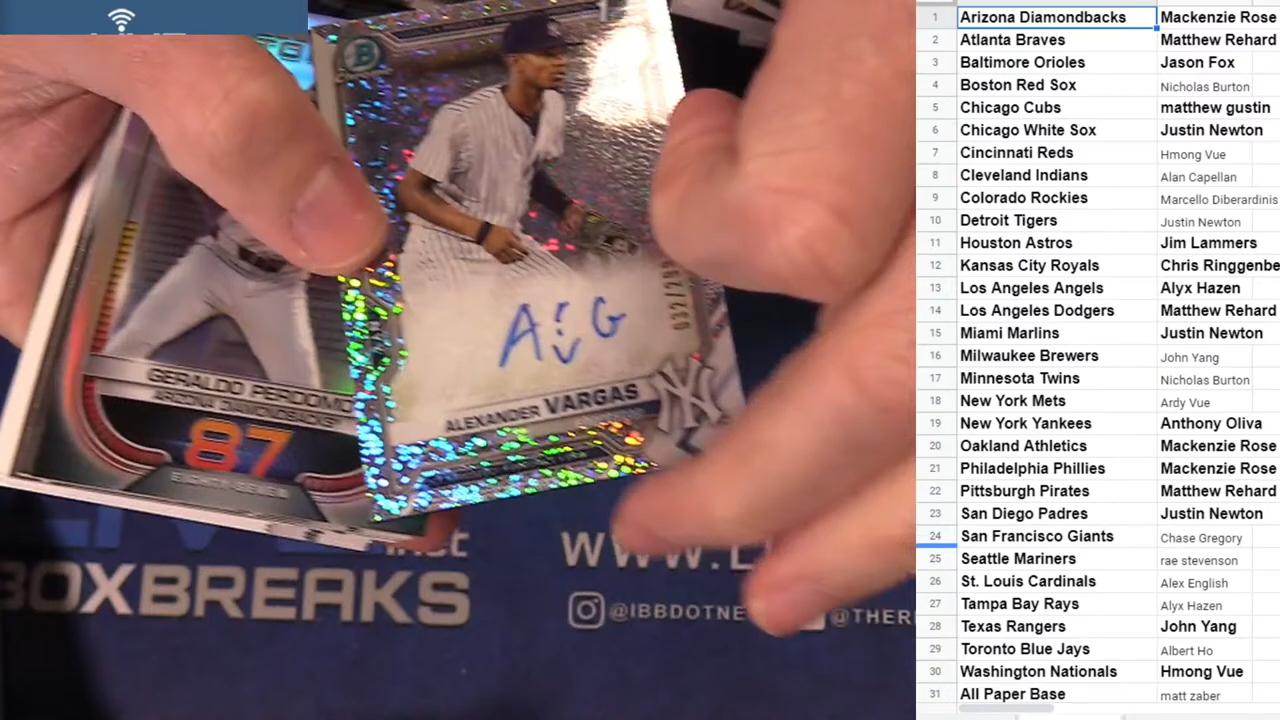 B
A.G
ALEXANDER VARGAS
NY
GERALDO PERDOMO
87
BOXBREAKS
WWW.L
@IBBDOTNE
@THER
1 Arizona Diamondbacks Mackenzie Rose
2 Atlanta Braves Matthew Rehard
3 Baltimore Orioles Jason Fox
4 Boston Red Sox Nicholas Burton
5 Chicago Cubs matthew gustin
6 Chicago White Sox Justin Newton
7 Cincinnati Reds Hmong Vue
8 Cleveland Indians Alan Capellan
9 Colorado Rockies Marcello Diberardinis
10 Detroit Tigers Justin Newton
11 Houston Astros Jim Lammers
12 Kansas City Royals Chris Ringgenbe
13 Los Angeles Angels Alyx Hazen
14 Los Angeles Dodgers Matthew Rehard
15 Miami Marlins Justin Newton
16 Milwaukee Brewers John Yang
17 Minnesota Twins Nicholas Burton
18 New York Mets Ardy Vue
19 New York Yankees Anthony Oliva
20 Oakland Athletics Mackenzie Rose
21 Philadelphia Phillies Mackenzie Rose
22 Pittsburgh Pirates Matthew Rehard
23 San Diego Padres Justin Newton
24 San Francisco Giants Chase Gregory
25 Seattle Mariners rae stevenson
26 St. Louis Cardinals Alex English
27 Tampa Bay Rays Alyx Hazen
28 Texas Rangers John Yang
29 Toronto Blue Jays Albert Ho
30 Washington Nationals Hmong Vue
31 All Paper Base matt zaber